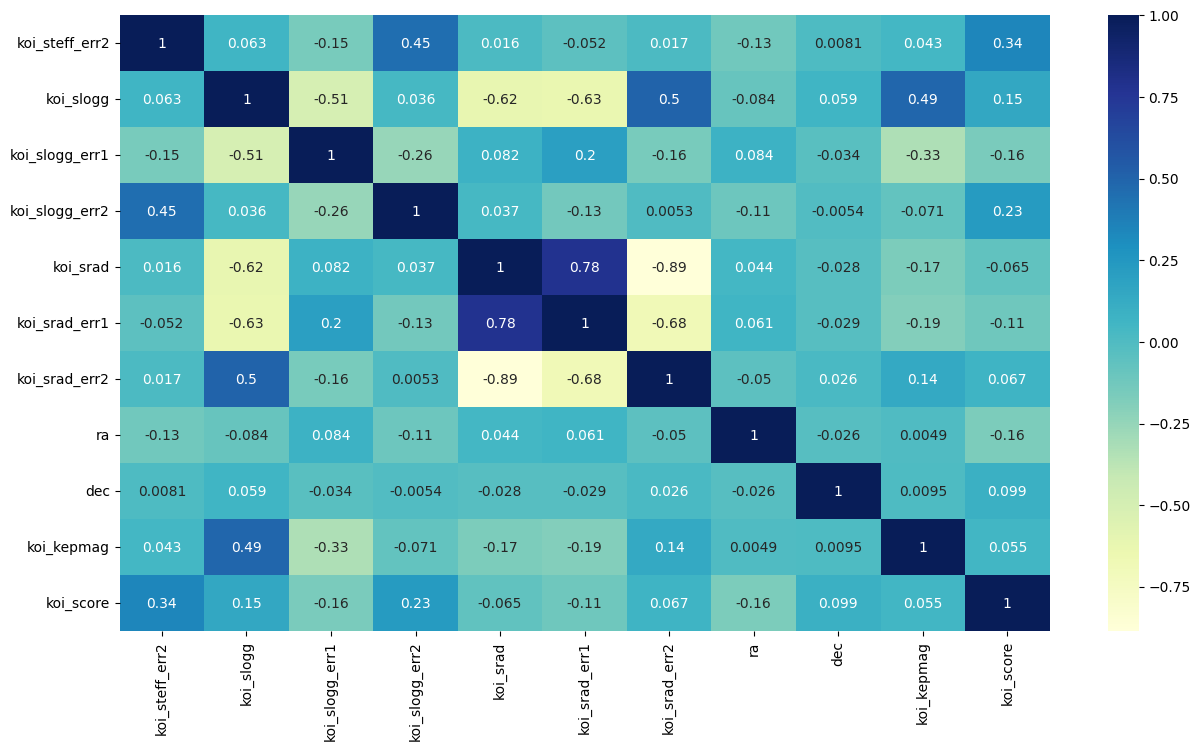 koi_steff_err2 1 0.063 -0.15 0.45 0.016 -0.052 0.017 -0.13 0.0081 0.043 0.34
koi_slogg 0.063 1 -0.51 0.036 -0.62 -0.63 0.5 -0.084 0.059 0.49 0.15
koi_slogg_err1 -0.15 -0.51 1 -0.26 0.082 0.2 -0.16 0.084 -0.034 -0.33 -0.16
koi_slogg_err2 0.45 0.036 -0.26 1 0.037 -0.13 0.0053 -0.11 -0.0054 -0.071 0.23
koi_srad 0.016 -0.62 0.082 0.037 1 0.78 -0.89 0.044 -0.028 -0.17 -0.065
koi_srad_err1 -0.052 -0.63 0.2 -0.13 0.78 1 -0.68 0.061 -0.029 -0.19 -0.11
koi_srad_err2 0.017 0.5 -0.16 0.0053 -0.89 -0.68 1 -0.05 0.026 0.14 0.067
ra -0.13 -0.084 0.084 -0.11 0.044 0.061 -0.05 1 -0.026 0.0049 -0.16
dec 0.0081 0.059 -0.034 -0.0054 -0.028 -0.029 0.026 -0.026 1 0.0095 0.099
koi_kepmag 0.043 0.49 -0.33 -0.071 -0.17 -0.19 0.14 0.0049 0.0095 1 0.055
koi_score 0.34 0.15 -0.16 0.23 -0.065 -0.11 0.067 -0.16 0.099 0.055 1
koi_steff_err2
koi_slogg
koi_slogg_err1
koi_slogg_err2
koi_srad
koi_srad_err1
koi_srad_err2
ra
dec
koi_kepmag
koi_score
1.00
0.75
0.50
0.25
0.00
−0.25
−0.50
−0.75